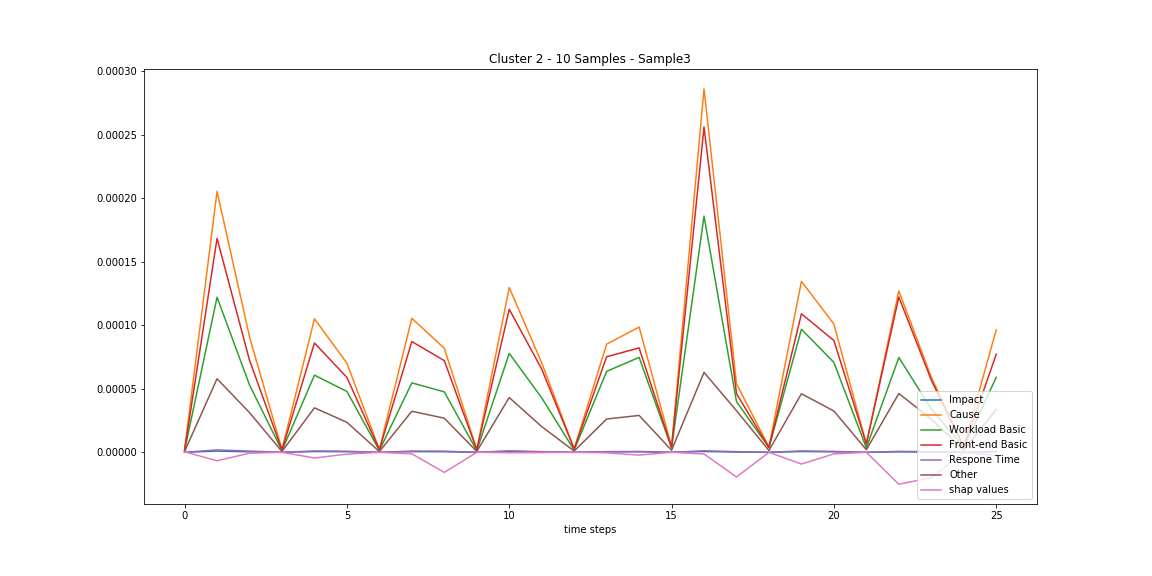 Cluster 2 - 10 Samples - Sample3
0.00030
0.00025
0.00020
0.00015
0.00010
0.00005
0.00000
Impact
Cause
Workload Basic
Front-end Basic
Respone Time
Other
shap values
0 5 10 15 20 25
time steps